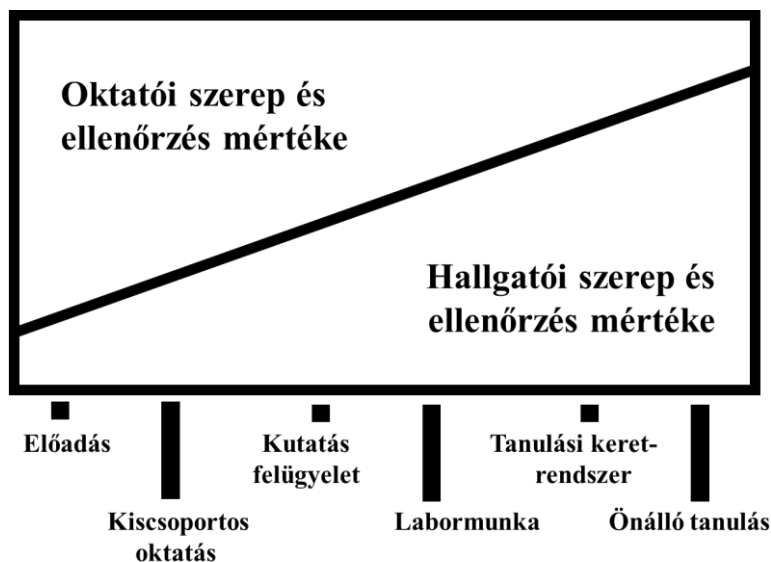 Oktatói szerep és
ellenőrzés mértéke
Hallgatói szerep és
ellenőrzés mértéke
Előadás
Kiscsoportos
oktatás
Kutatás
felügyelet
Labormunka
Tanulási keret-
rendszer
Önálló tanulás